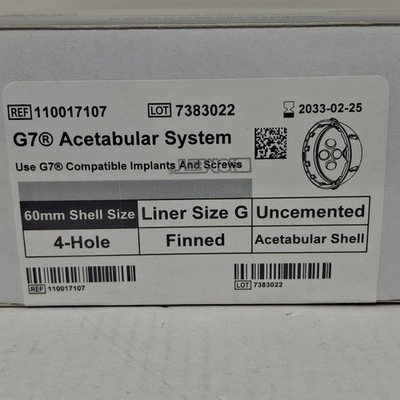 REF 110017107 LOT 7383022 2033-02-25
G7® Acetabular System
Use G7® Compatible Implants And Screws
60mm Shell Size Liner Size G Uncemented
4-Hole Finned Acetabular Shell
REF 110017107 LOT 7383022